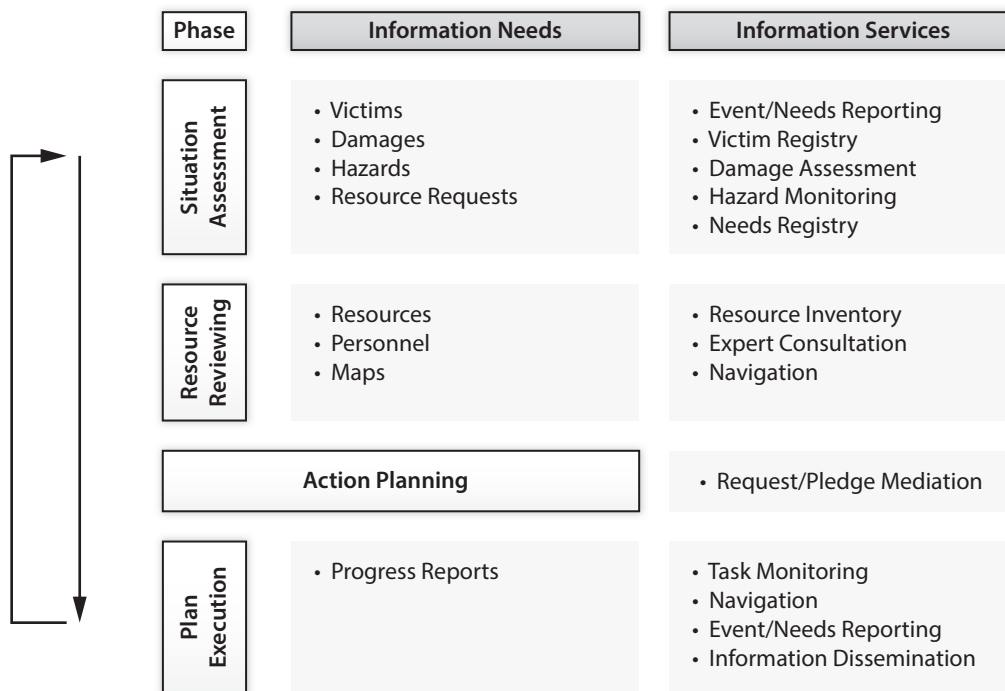 Phase
Information Needs
Information Services
Situation
Assessment
• Victims
• Damages
• Hazards
• Resource Requests
• Event/Needs Reporting
• Victim Registry
• Damage Assessment
• Hazard Monitoring
• Needs Registry
Resource
Reviewing
• Resources
• Personnel
• Maps
• Resource Inventory
• Expert Consultation
• Navigation
Action Planning
• Request/Pledge Mediation
Plan
Execution
• Progress Reports
• Task Monitoring
• Navigation
• Event/Needs Reporting
• Information Dissemination